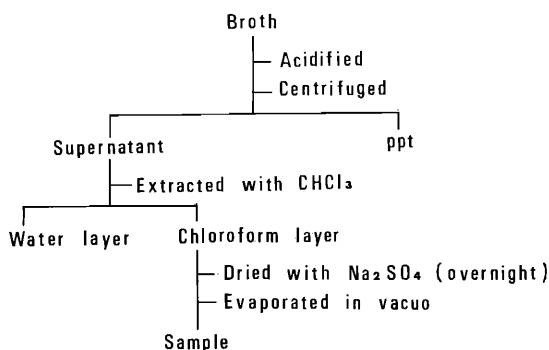 Broth
Acidified
Centrifuged
Supernatant
ppt
Extracted with CHCl₃
Water layer
Chloroform layer
Dried with Na₂SO₄ (overnight)
Evaporated in vacuo
Sample